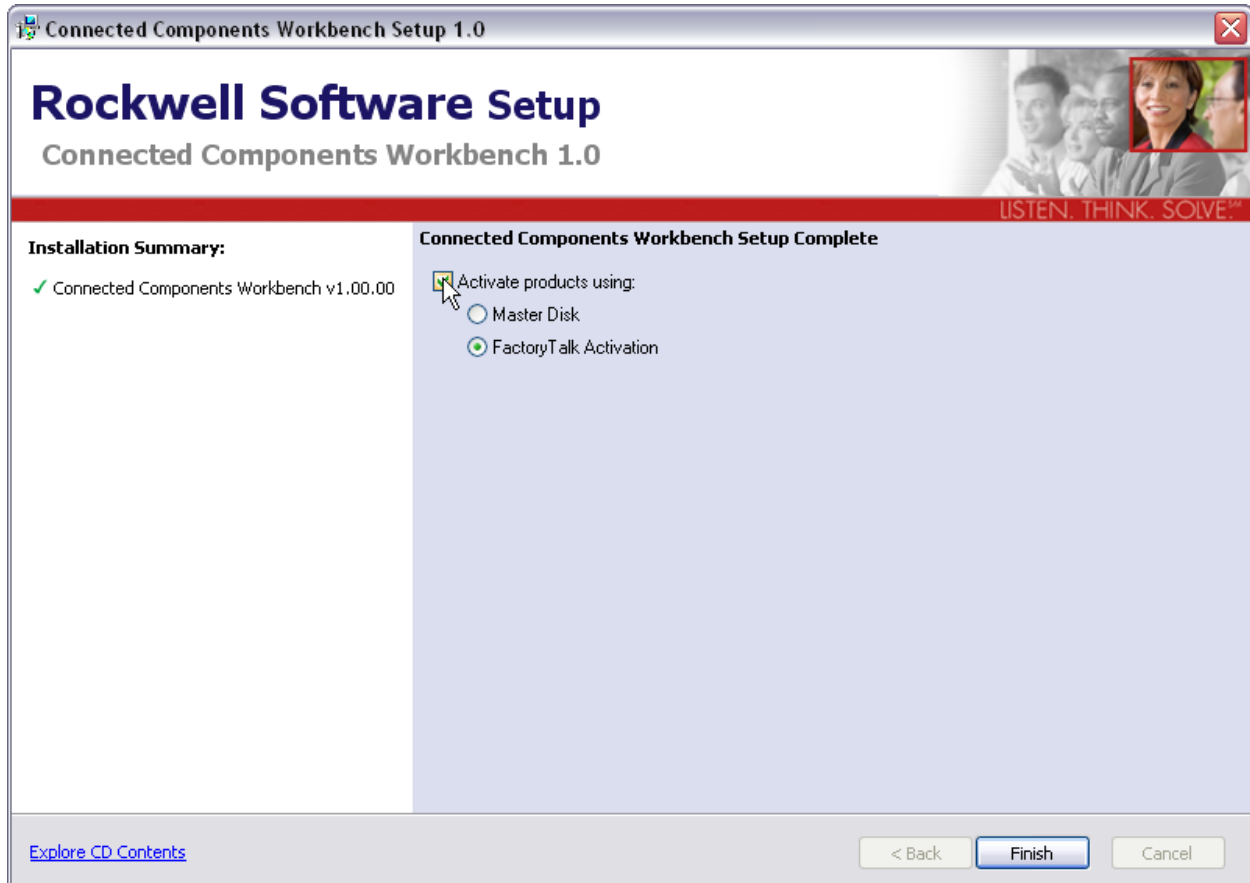 Connected Components Workbench Setup 1.0
Rockwell Software Setup
Connected Components Workbench 1.0
LISTEN. THINK. SOLVE.℠
Installation Summary:
✓ Connected Components Workbench v1.00.00
Connected Components Workbench Setup Complete
Activate products using:
Master Disk
FactoryTalk Activation
Explore CD Contents
< Back
Finish
Cancel